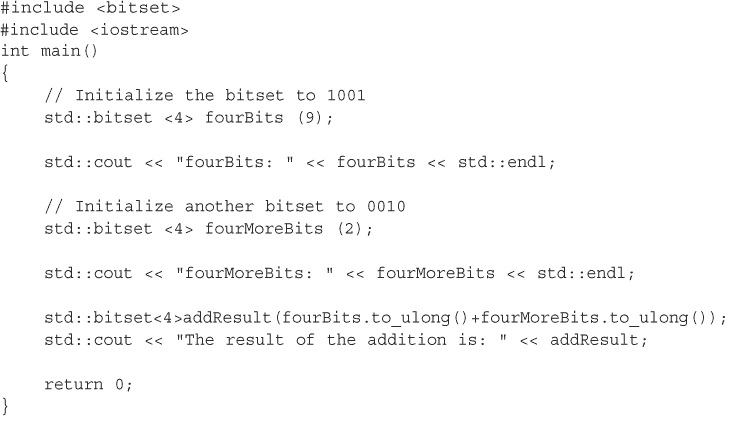 #include <bitset>
#include <iostream>
int main()
{
    // Initialize the bitset to 1001
    std::bitset <4> fourBits (9);

    std::cout << "fourBits: " << fourBits << std::endl;

    // Initialize another bitset to 0010
    std::bitset <4> fourMoreBits (2);

    std::cout << "fourMoreBits: " << fourMoreBits << std::endl;

    std::bitset<4>addResult(fourBits.to_ulong()+fourMoreBits.to_ulong());
    std::cout << "The result of the addition is: " << addResult;

    return 0;
}